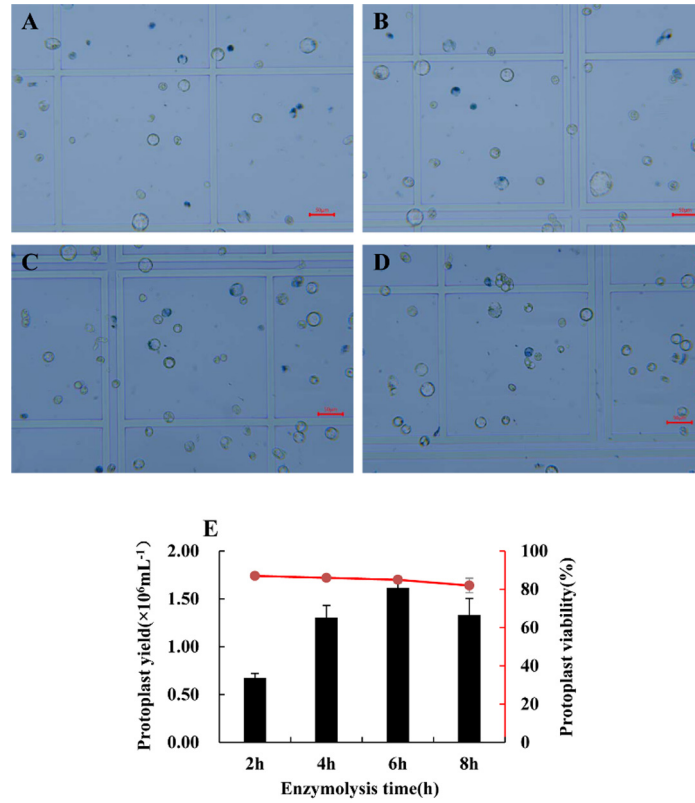 A
B
C
D
E
Protoplast yield(×10⁶mL⁻¹)
2.00
1.50
1.00
0.50
0.00
100
80
60
40
20
0
Protoplast viability(%)
2h 4h 6h 8h
Enzymolysis time(h)